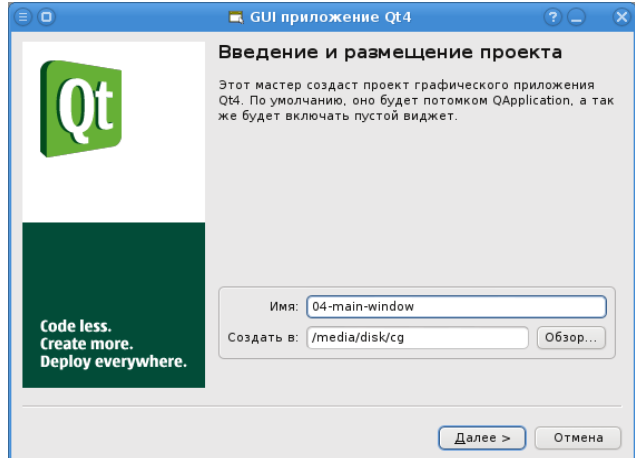 GUI приложение Qt4
Qt
Введение и размещение проекта
Этот мастер создаст проект графического приложения
Qt4. По умолчанию, оно будет потомком QApplication, а так
же будет включать пустой виджет.
Имя: 04-main-window
Создать в: /media/disk/cg Обзор...
Code less.
Create more.
Deploy everywhere.
Далее > Отмена